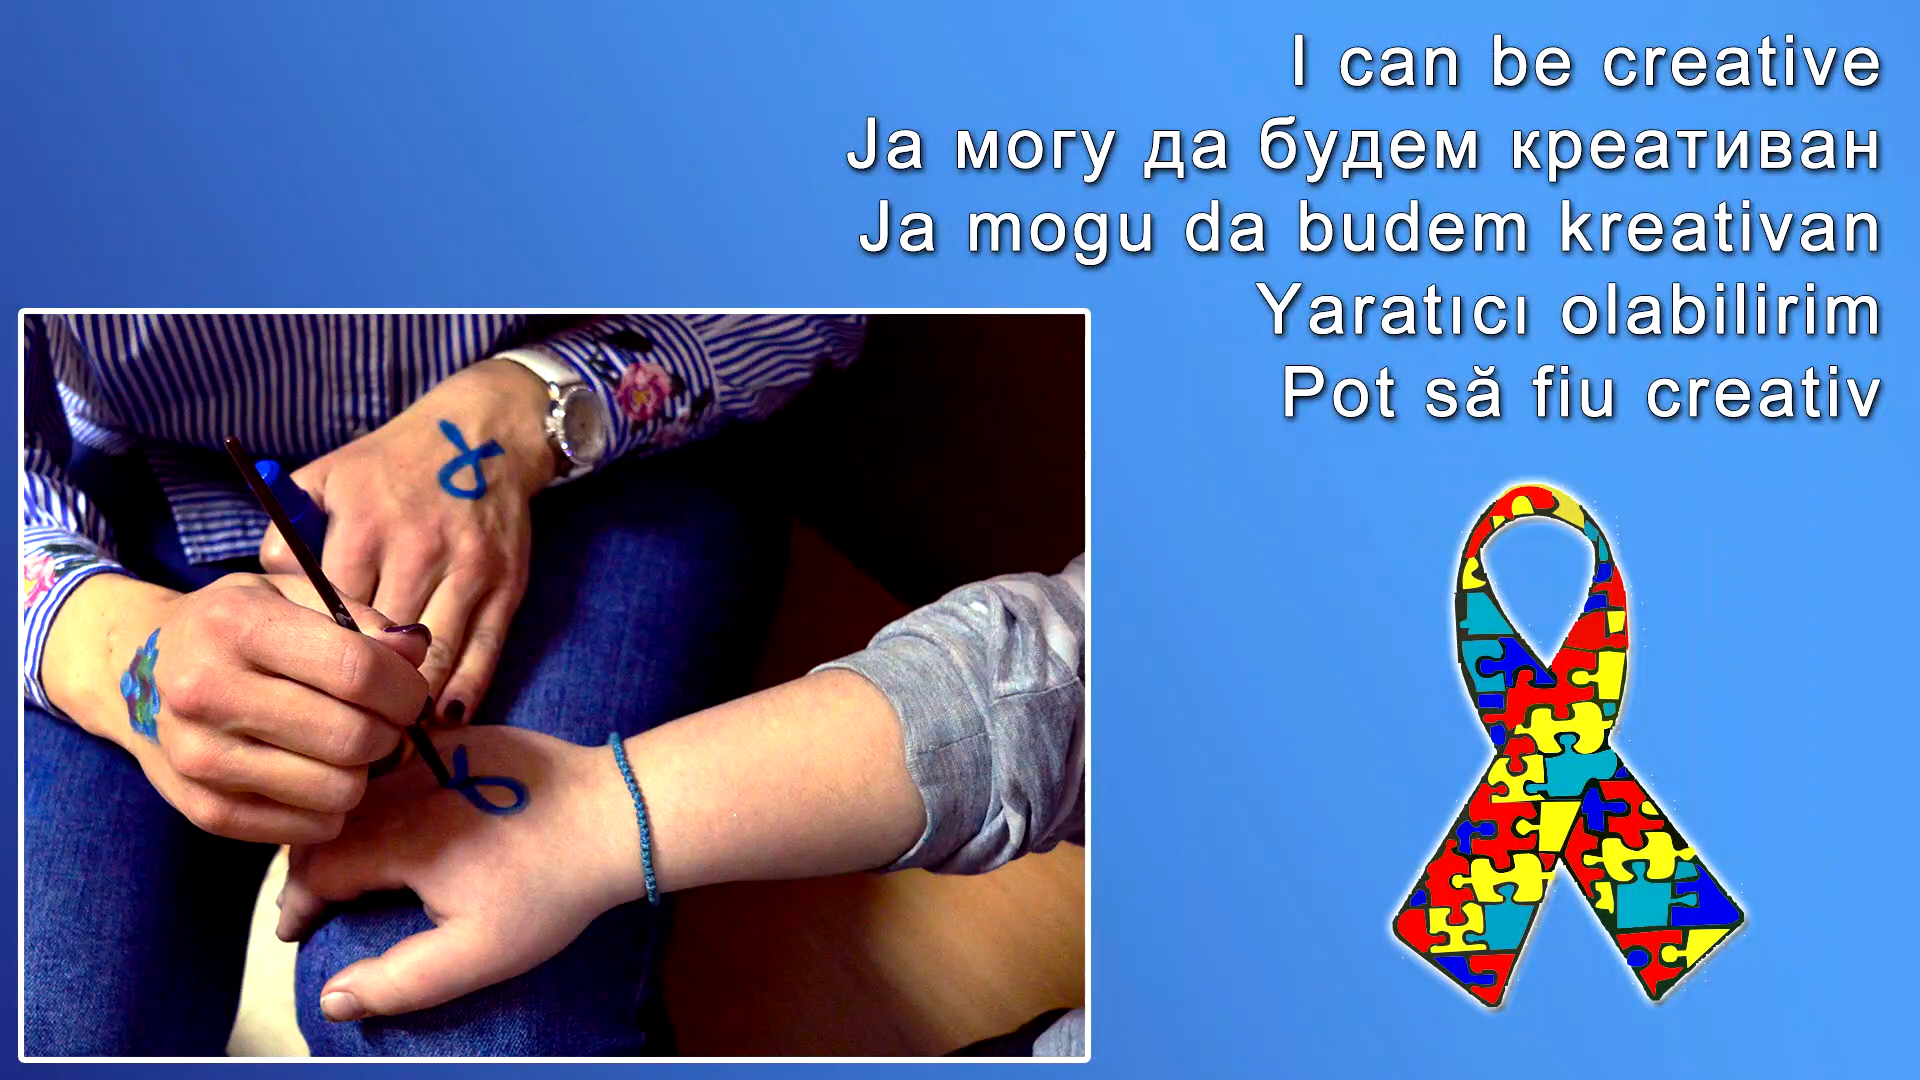 I can be creative
Ја могу да будем креативан
Ja mogu da budem kreativan
Yaratıcı olabilirim
Pot să fiu creativ